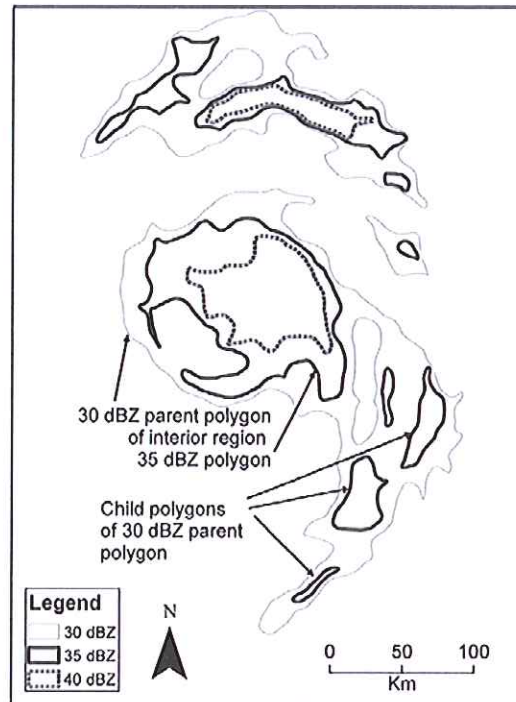 30 dBZ parent polygon
of interior region
35 dBZ polygon
Child polygons
of 30 dBZ parent
polygon
Legend
30 dBZ
35 dBZ
40 dBZ
N
0 50 100
Km